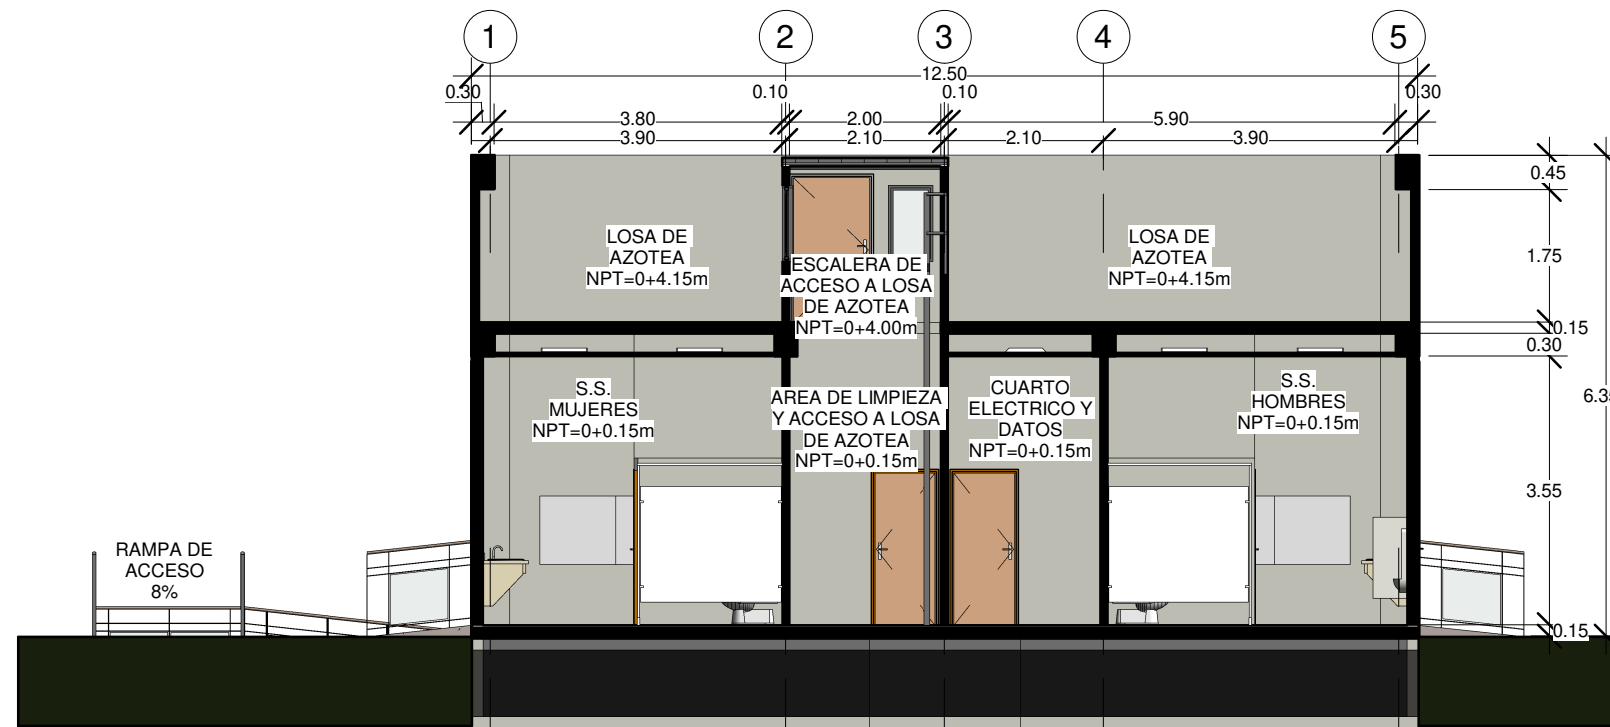 1 2 3 4 5
12.50
0.30 0.10 0.10 0.30
3.80 2.00 5.90
3.90 2.10 2.10 3.90
0.45
1.75
0.15
0.30
6.35
3.55
0.15
LOSA DE
AZOTEA
NPT=0+4.15m
ESCALERA DE
ACCESO A LOSA
DE AZOTEA
NPT=0+4.00m
LOSA DE
AZOTEA
NPT=0+4.15m
S.S.
MUJERES
NPT=0+0.15m
AREA DE LIMPIEZA
Y ACCESO A LOSA
DE AZOTEA
NPT=0+0.15m
CUARTO
ELECTRICO Y
DATOS
NPT=0+0.15m
S.S.
HOMBRES
NPT=0+0.15m
RAMPA DE
ACCESO
8%